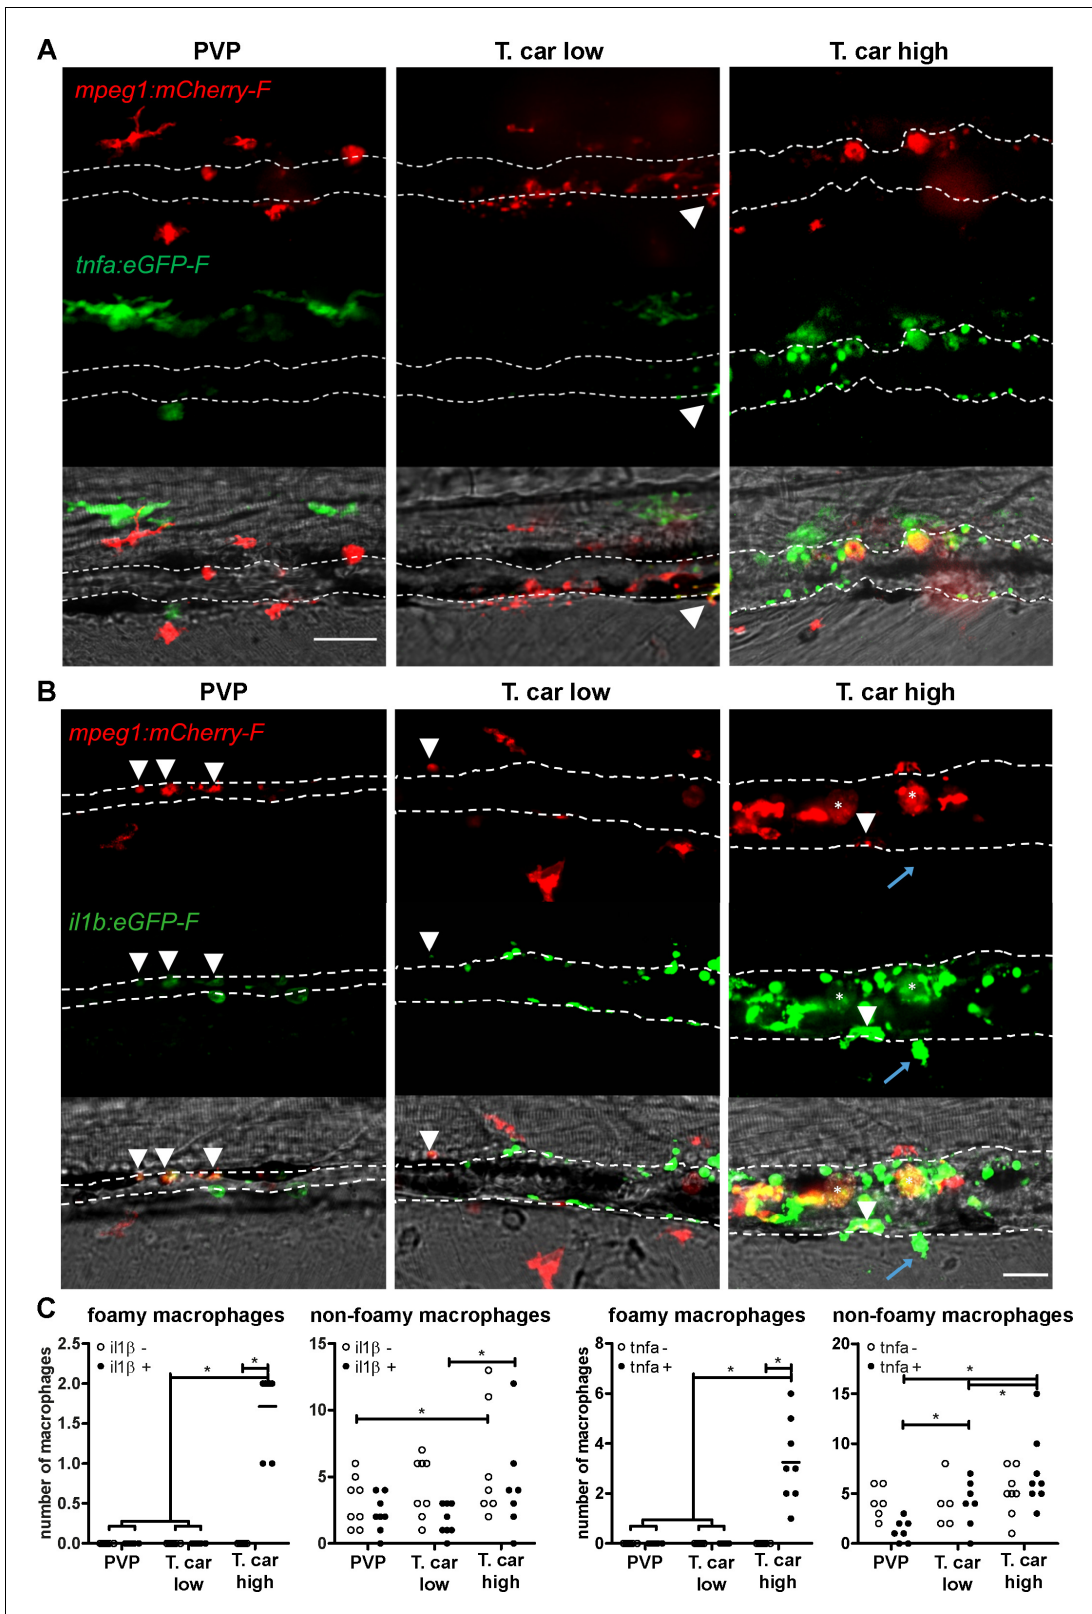 A
PVP
T. car low
T. car high
mpeg1:mCherry-F
tnfa:eGFP-F
B
PVP
T. car low
T. car high
mpeg1:mCherry-F
* *
il1b:eGFP-F
* *
* *
C
foamy macrophages
non-foamy macrophages
foamy macrophages
non-foamy macrophages
number of macrophages
2.5
2.0
1.5
1.0
0.5
0.0
il1β -
il1β +
*
*
PVP
T. car low
T. car high
15
10
5
0
il1β -
il1β +
*
*
PVP
T. car low
T. car high
number of macrophages
8
6
4
2
0
tnfa -
tnfa +
*
*
PVP
T. car low
T. car high
20
15
10
5
0
tnfa -
tnfa +
*
*
*
PVP
T. car low
T. car high